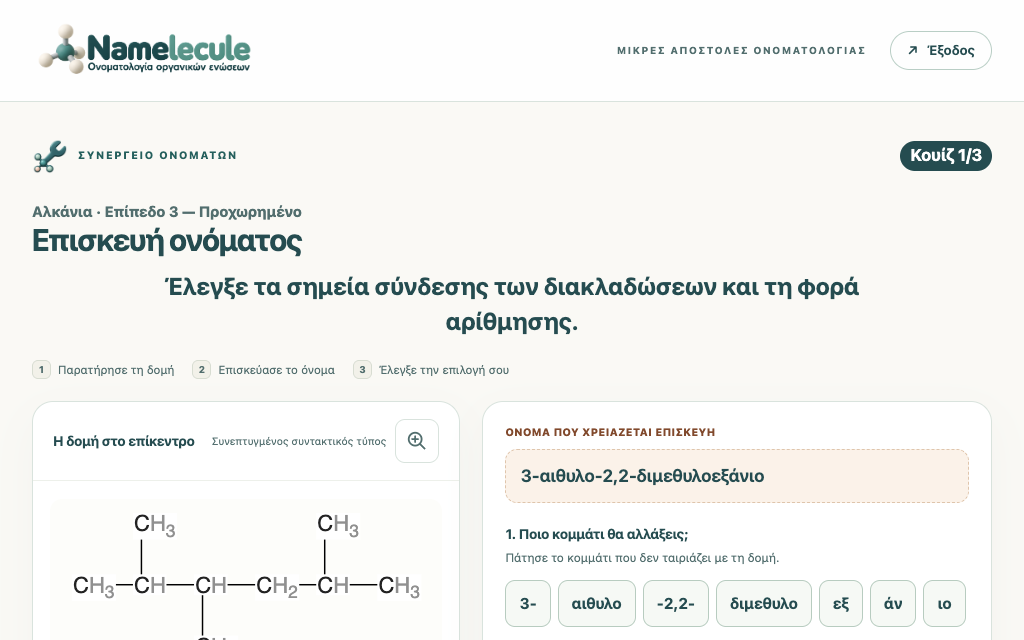 Namelecule
Ονοματολογία οργανικών ενώσεων
ΜΙΚΡΕΣ ΑΠΟΣΤΟΛΕΣ ΟΝΟΜΑΤΟΛΟΓΙΑΣ
Έξοδος
ΣΥΝΕΡΓΕΙΟ ΟΝΟΜΑΤΩΝ
Κουίζ 1/3
Αλκάνια · Επίπεδο 3 — Προχωρημένο
Επισκευή ονόματος
Έλεγξε τα σημεία σύνδεσης των διακλαδώσεων και τη φορά
αρίθμησης.
1 Παρατήρησε τη δομή 2 Επισκεύασε το όνομα 3 Έλεγξε την επιλογή σου
Η δομή στο επίκεντρο Συνεπτυγμένος συντακτικός τύπος
CH3 CH3
CH3—CH—CH—CH2—CH—CH3
ΟΝΟΜΑ ΠΟΥ ΧΡΕΙΑΖΕΤΑΙ ΕΠΙΣΚΕΥΗ
3-αιθυλο-2,2-διμεθυλοεξάνιο
1. Ποιο κομμάτι θα αλλάξεις;
Πάτησε το κομμάτι που δεν ταιριάζει με τη δομή.
3- αιθυλο -2,2- διμεθυλο εξ άν ιο